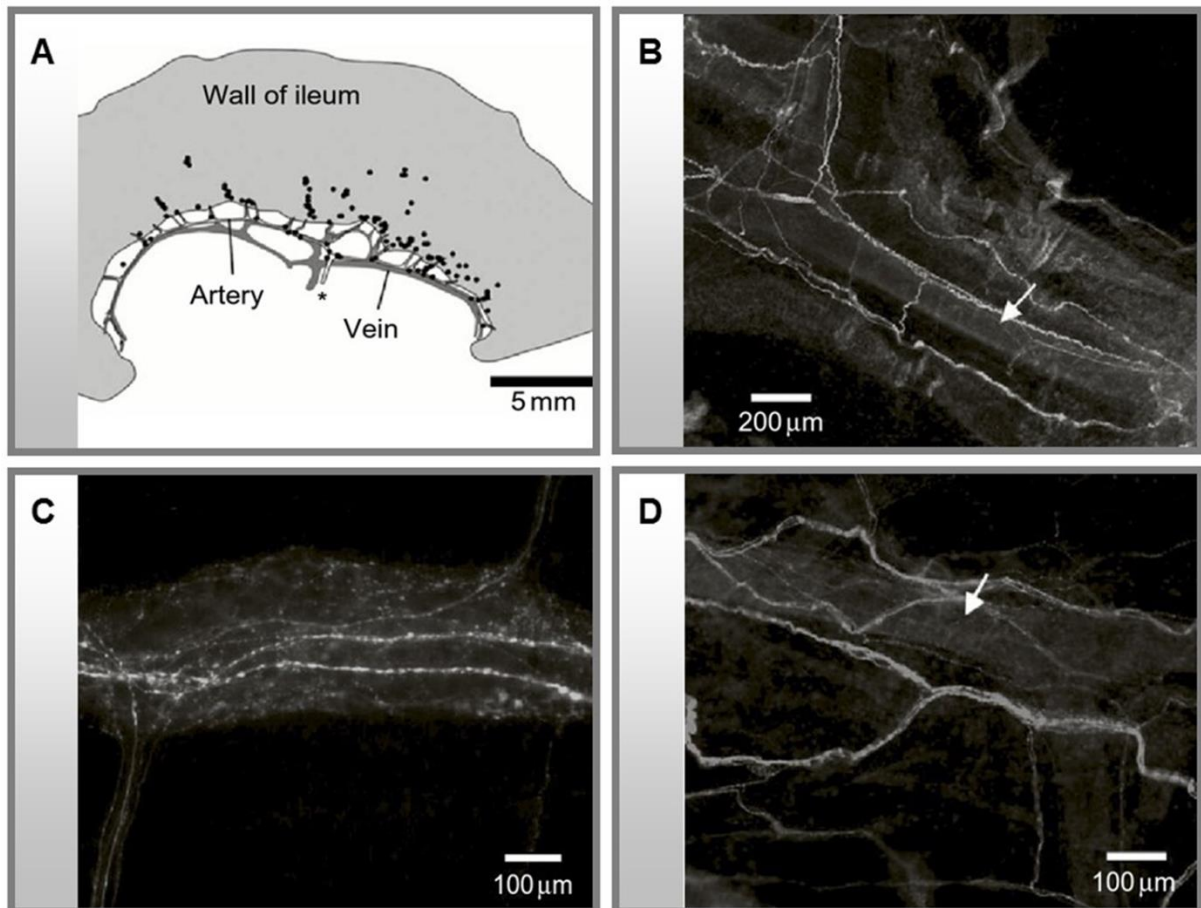 A
Wall of ileum
Artery
*
Vein
5 mm
B
200 μm
C
100 μm
D
100 μm